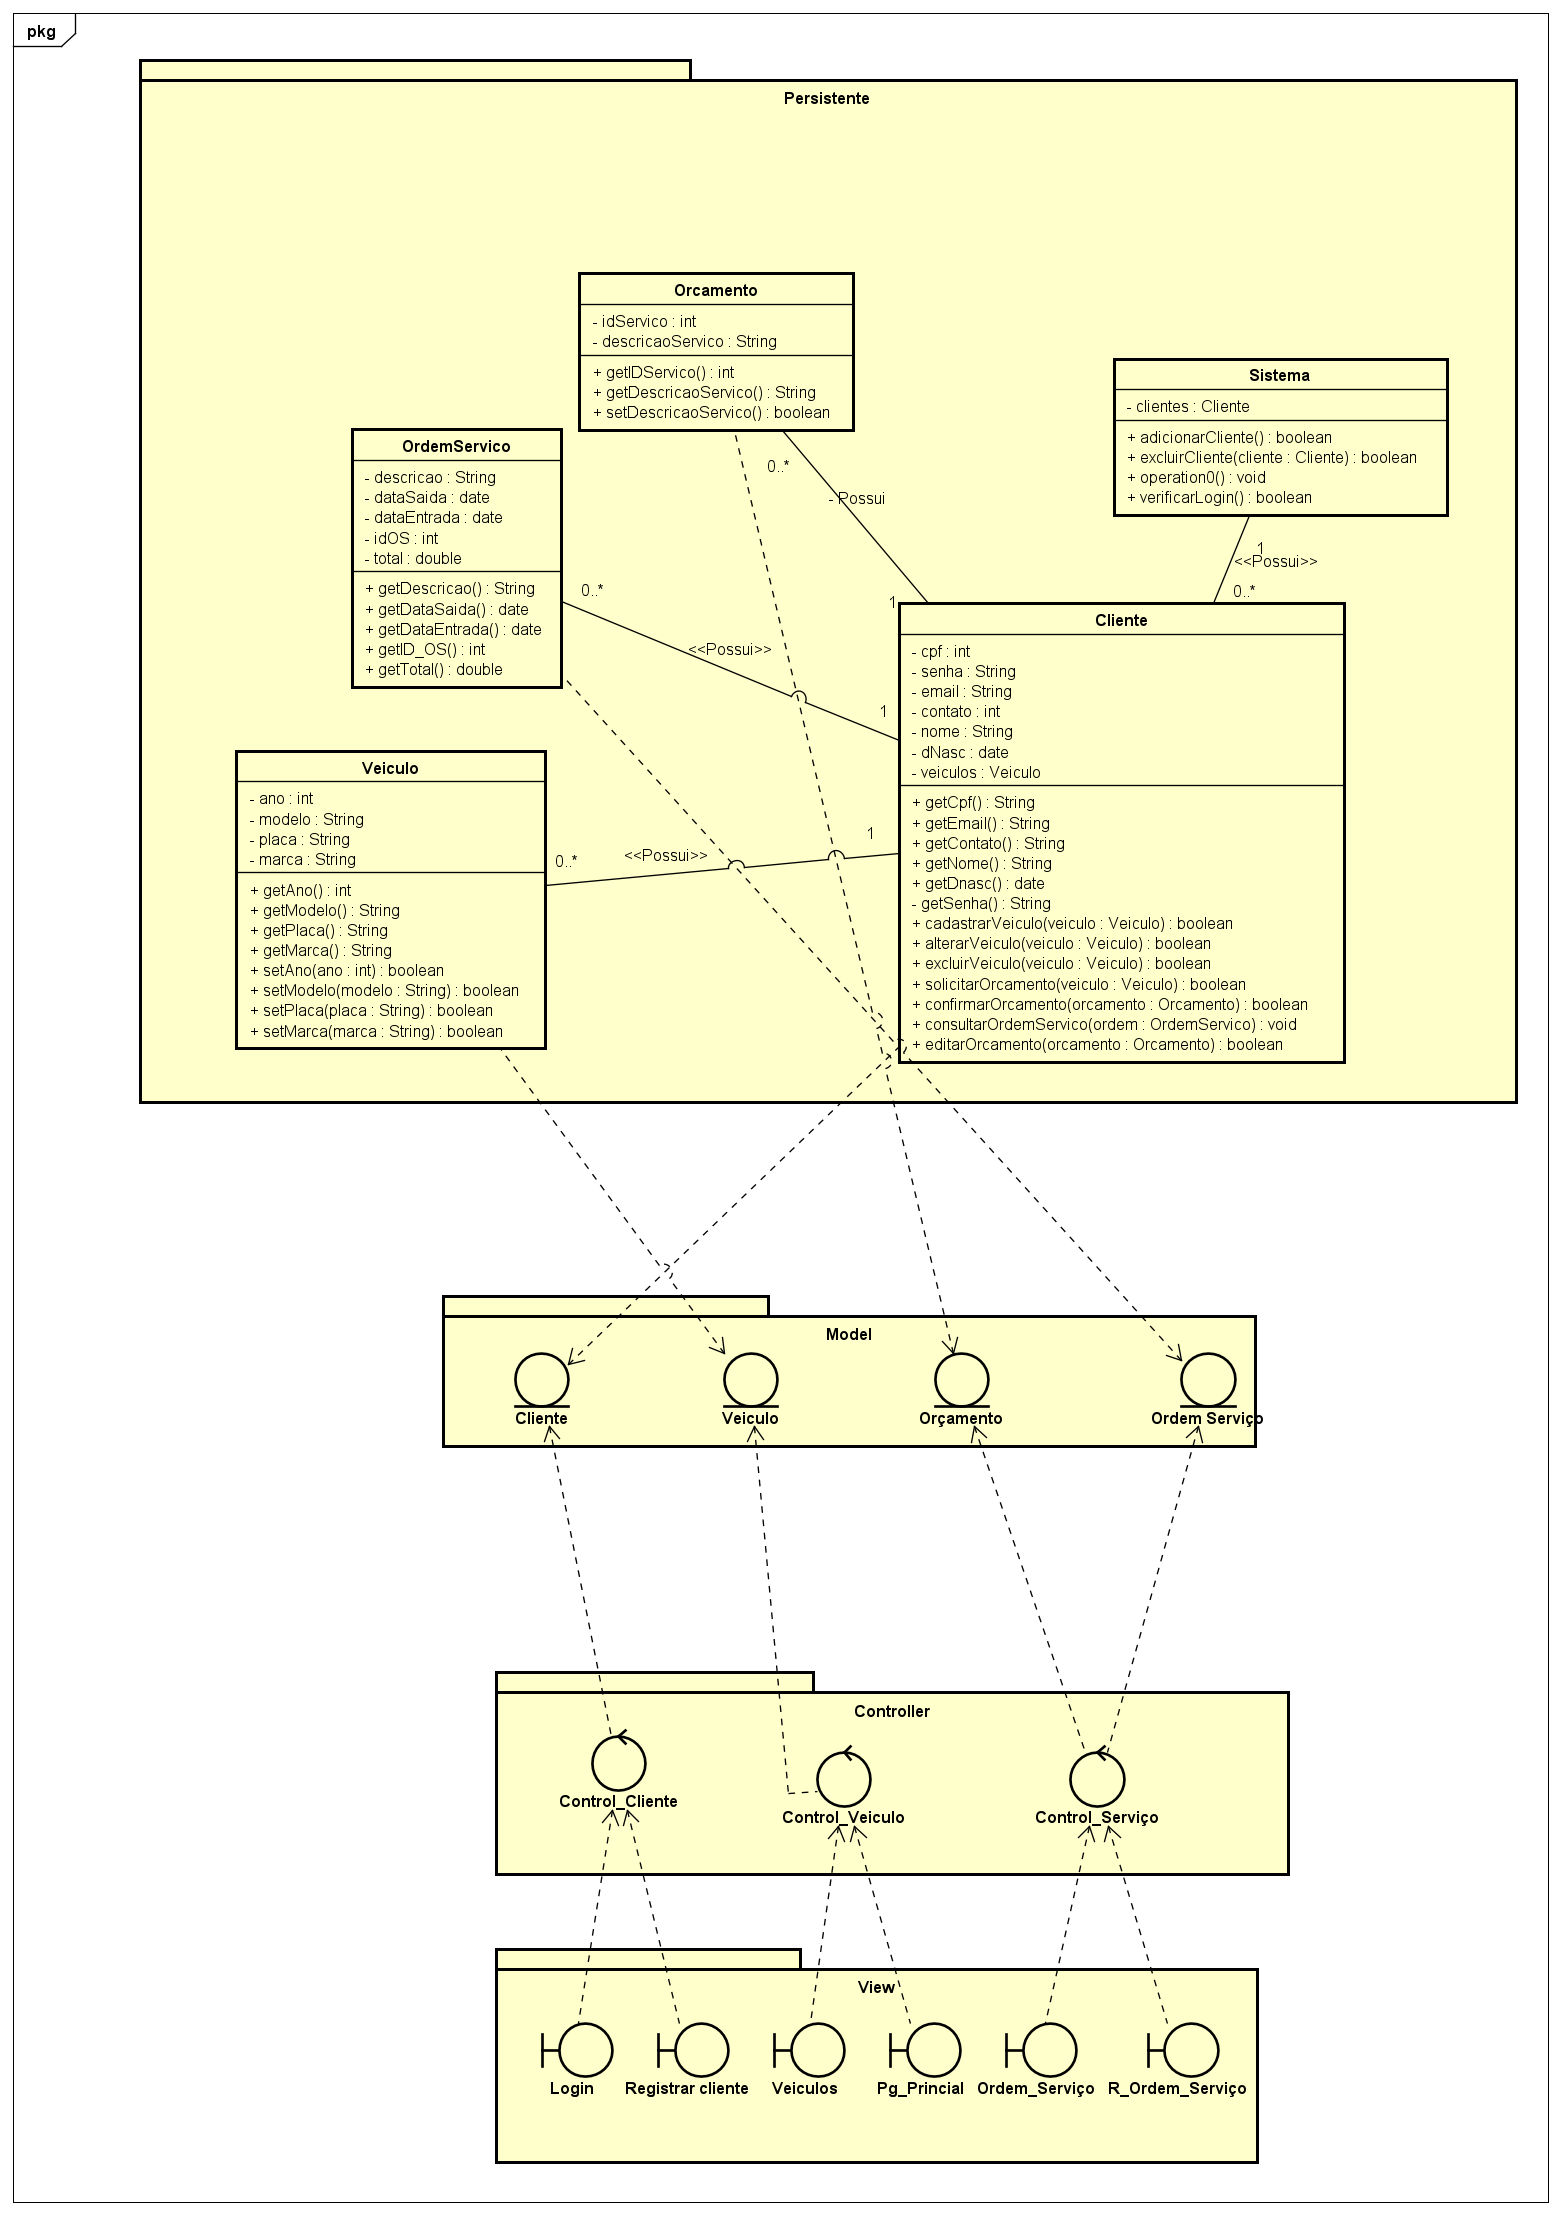 pkg
Persistente
Orcamento
- idServico : int
- descricaoServico : String
+ getIDServico() : int
+ getDescricaoServico() : String
+ setDescricaoServico() : boolean
Sistema
- clientes : Cliente
+ adicionarCliente() : boolean
+ excluirCliente(cliente : Cliente) : boolean
+ operation0() : void
+ verificarLogin() : boolean
OrdemServico
- descricao : String
- dataSaida : date
- dataEntrada : date
- idOS : int
- total : double
+ getDescricao() : String
+ getDataSaida() : date
+ getDataEntrada() : date
+ getID_OS() : int
+ getTotal() : double
0..*
- Possui
1
1
<<Possui>>
0..*
0..*
<<Possui>>
1
Cliente
- cpf : int
- senha : String
- email : String
- contato : int
- nome : String
- dNasc : date
- veiculos : Veiculo
+ getCpf() : String
+ getEmail() : String
+ getContato() : String
+ getNome() : String
+ getDnasc() : date
- getSenha() : String
+ cadastrarVeiculo(veiculo : Veiculo) : boolean
+ alterarVeiculo(veiculo : Veiculo) : boolean
+ excluirVeiculo(veiculo : Veiculo) : boolean
+ solicitarOrcamento(veiculo : Veiculo) : boolean
+ confirmarOrcamento(orcamento : Orcamento) : boolean
+ consultarOrdemServico(ordem : OrdemServico) : void
+ editarOrcamento(orcamento : Orcamento) : boolean
Veiculo
- ano : int
- modelo : String
- placa : String
- marca : String
+ getAno() : int
+ getModelo() : String
+ getPlaca() : String
+ getMarca() : String
+ setAno(ano : int) : boolean
+ setModelo(modelo : String) : boolean
+ setPlaca(placa : String) : boolean
+ setMarca(marca : String) : boolean
0..*
<<Possui>>
1
Model
Cliente
Veiculo
Orçamento
Ordem Serviço
Controller
Control_Cliente
Control_Veiculo
Control_Serviço
View
Login
Registrar cliente
Veiculos
Pg_Princial
Ordem_Serviço
R_Ordem_Serviço